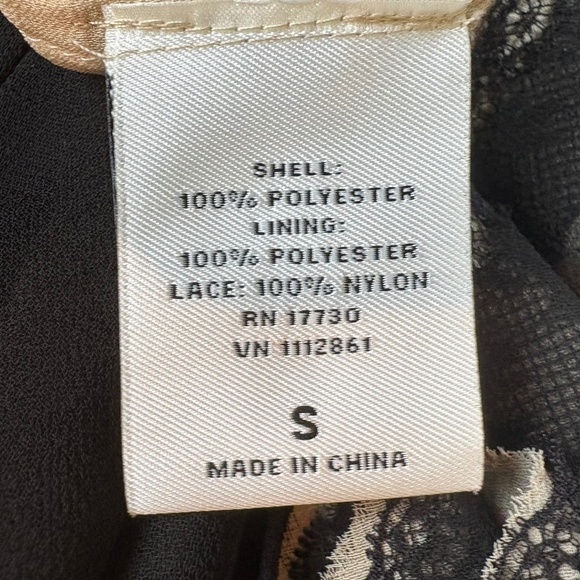 SHELL:
100% POLYESTER
LINING:
100% POLYESTER
LACE: 100% NYLON
RN 17730
VN 1112861
S
MADE IN CHINA